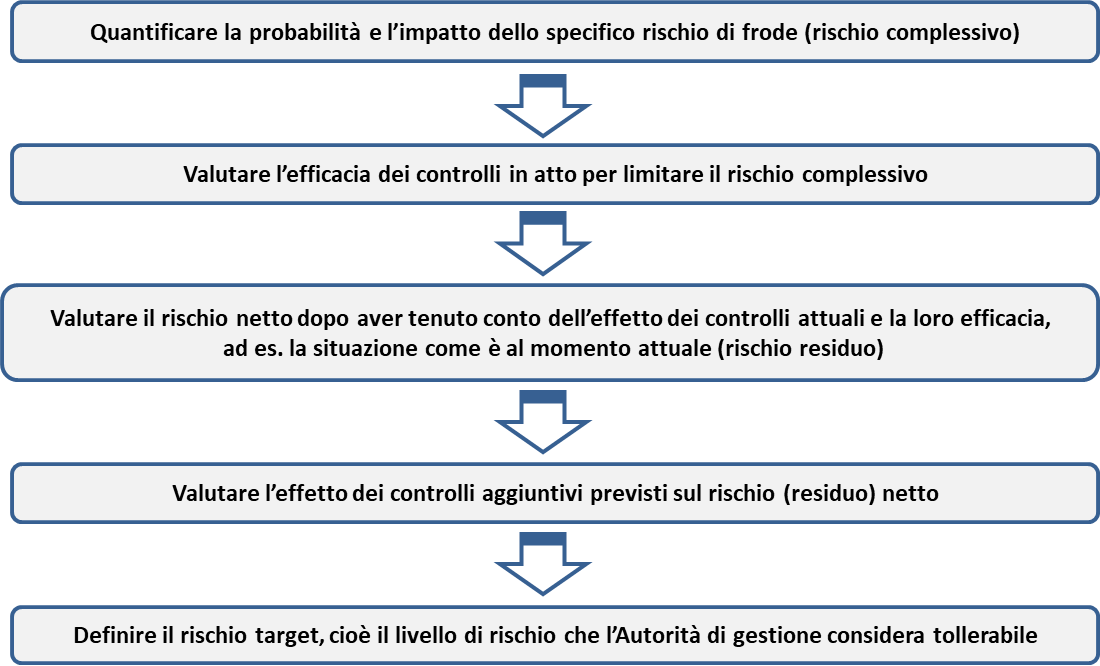 Quantificare la probabilità e l’impatto dello specifico rischio di frode (rischio complessivo)
Valutare l’efficacia dei controlli in atto per limitare il rischio complessivo
Valutare il rischio netto dopo aver tenuto conto dell’effetto dei controlli attuali e la loro efficacia,
ad es. la situazione come è al momento attuale (rischio residuo)
Valutare l’effetto dei controlli aggiuntivi previsti sul rischio (residuo) netto
Definire il rischio target, cioè il livello di rischio che l’Autorità di gestione considera tollerabile